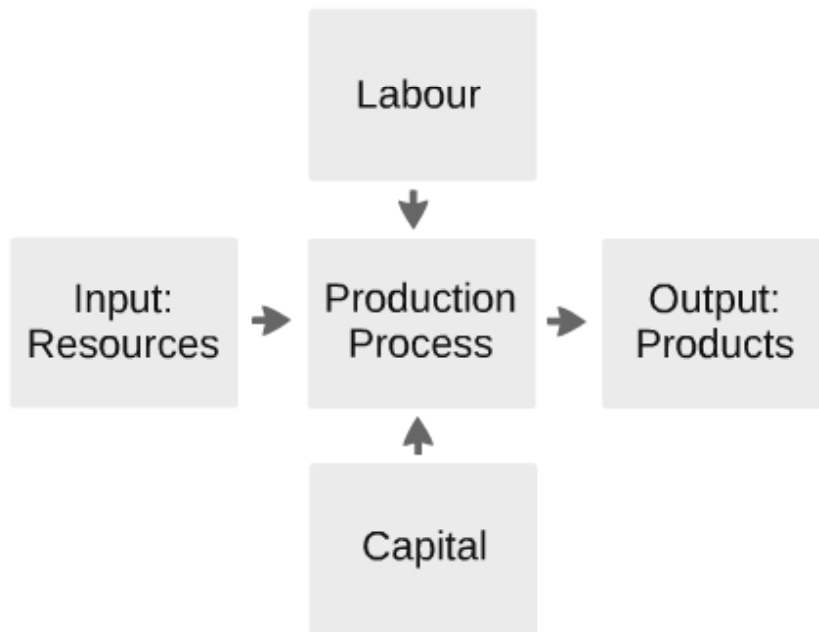 Labour
Input:
Resources
Production
Process
Output:
Products
Capital